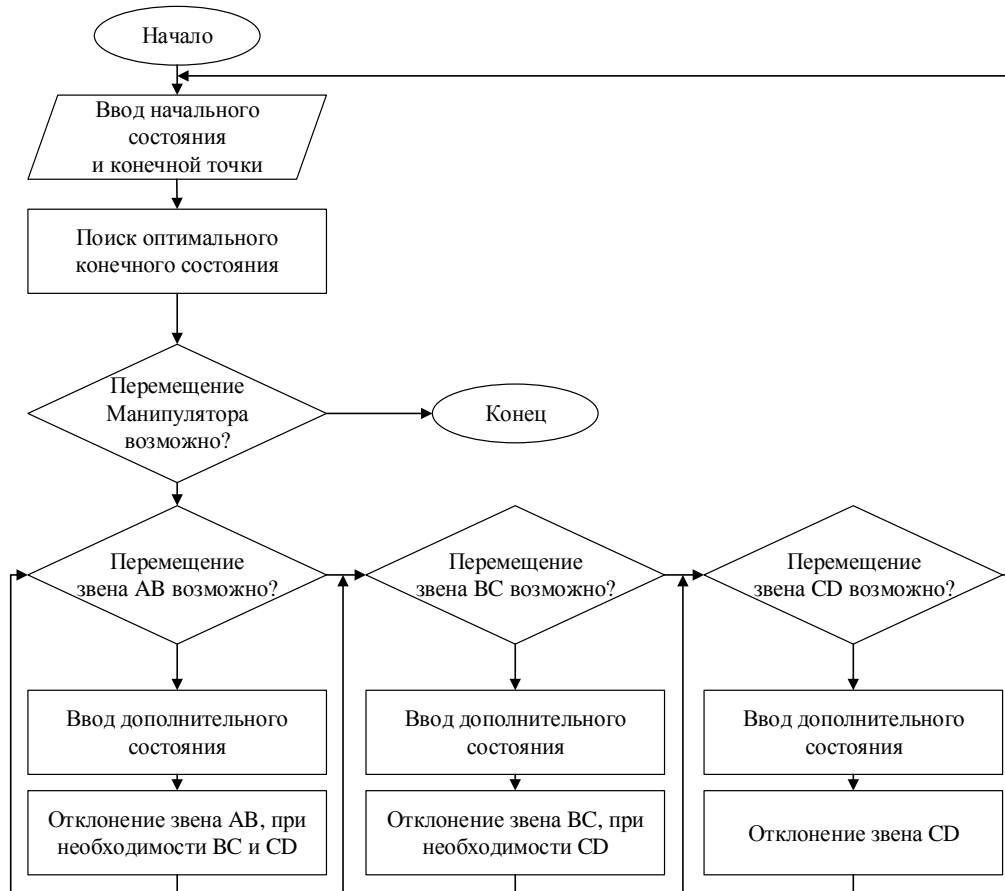 Начало
Ввод начального
состояния
и конечной точки
Поиск оптимального
конечного состояния
Перемещение
Манипулятора
возможно?
Конец
Перемещение
звена AB возможно?
Перемещение
звена BC возможно?
Перемещение
звена CD возможно?
Ввод дополнительного
состояния
Ввод дополнительного
состояния
Ввод дополнительного
состояния
Отклонение звена AB, при
необходимости BC и CD
Отклонение звена BC, при
необходимости CD
Отклонение звена CD